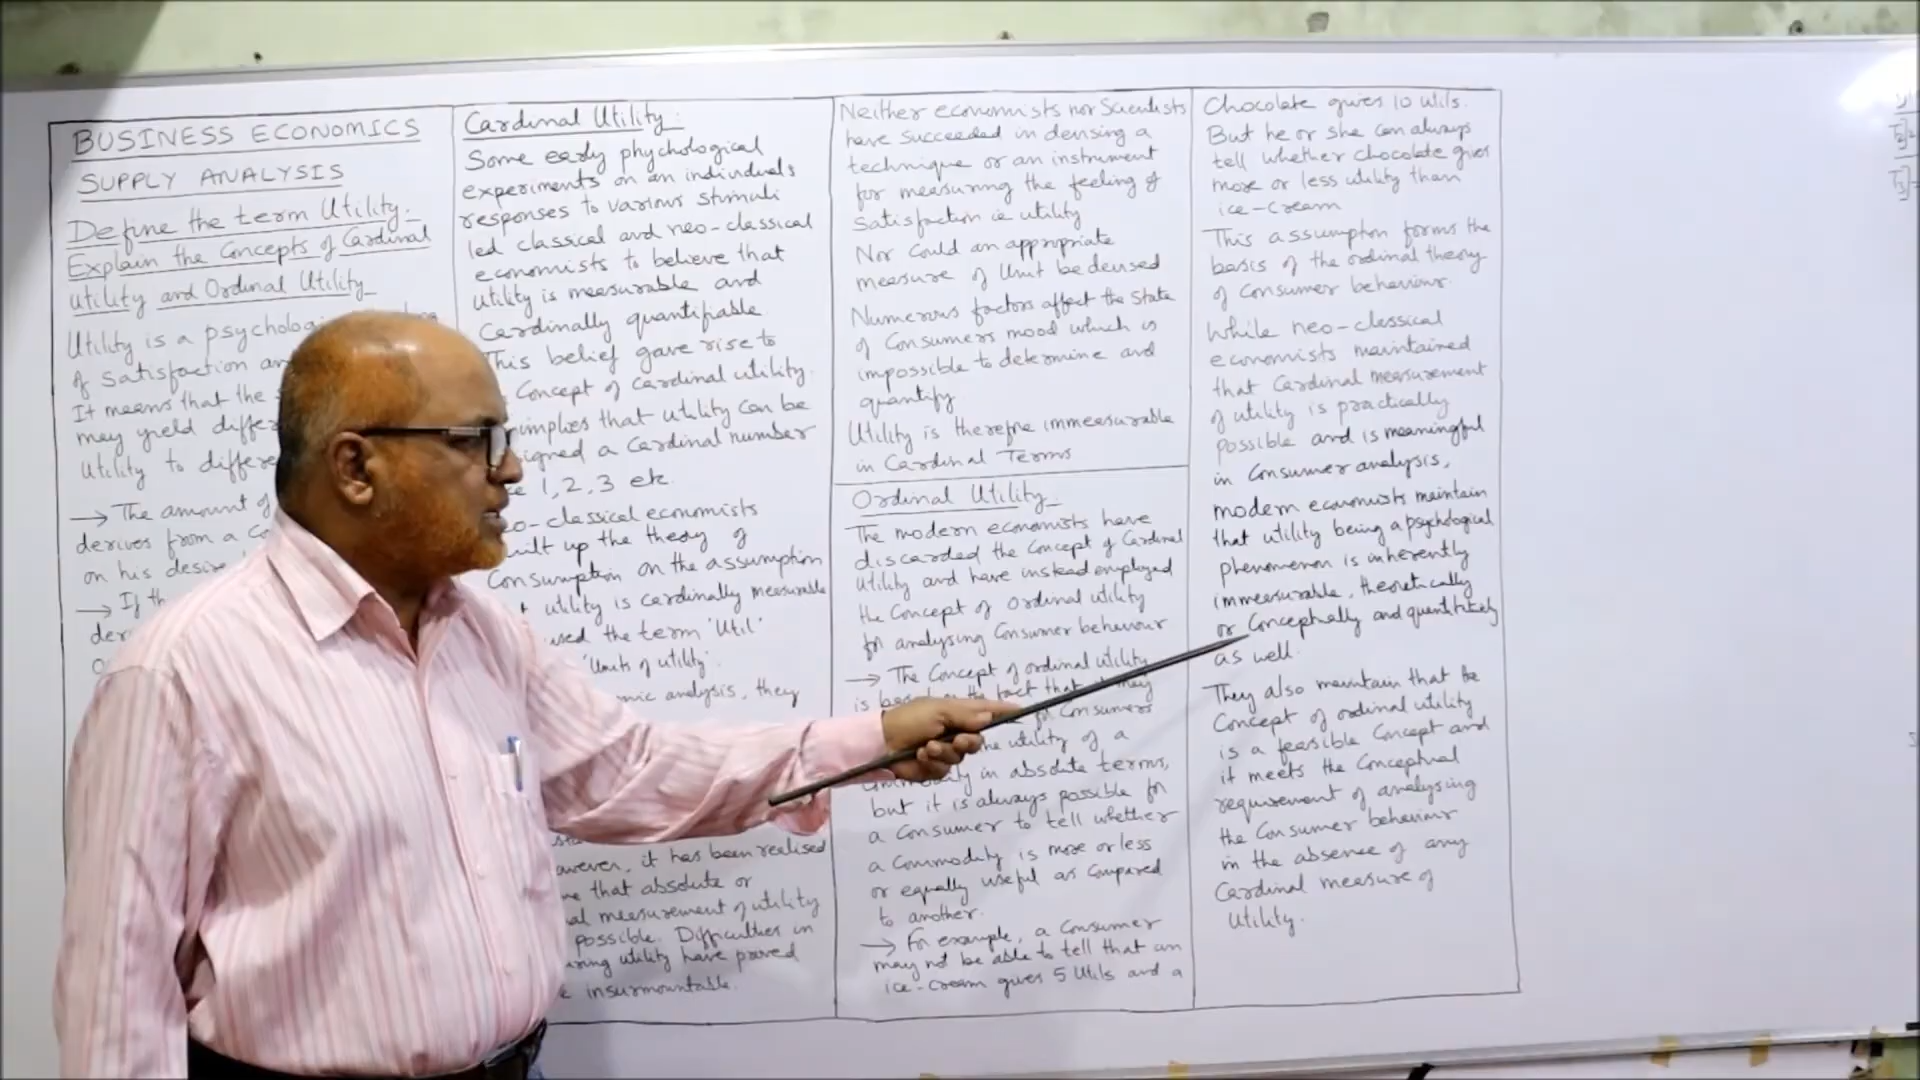 BUSINESS ECONOMICS
SUPPLY ANALYSIS
Define the term Utility.
Explain the Concepts of Cardinal
Utility and Ordinal Utility
Utility is a
of Satisfaction
It means that the
may yield
Utility to
→ The amount of
derives from a
on his desire
→ If
Cardinal Utility:
Some early phychological
experiments on an individuals
responses to various stimuli
led classical and neo-classical
economists to believe that
Utility is measurable and
Cardinally quantifiable
This belief gave rise to
Concept of Cardinal utility.
implies that utility can be
a Cardinal number
1, 2, 3 etc.
-classical economists
built up the theory of
Consumption on the assumption
utility is cardinally measurable
used the term 'Util'
'Units of utility'.
analysis, they
it has been realised
that absolute or
measurement of utility
possible. Difficulties in
utility have proved
insurmountable.
Neither economists nor Scientists
have succeeded in devising a
technique or an instrument
for measuring the feeling of
Satisfaction ie utility
Nor Could an appropriate
measure of Unit be devised
Numerous factors affect the State
of Consumers mood which is
impossible to determine and
quantify
Utility is therefre immeasurable
in Cardinal Terms
Ordinal Utility.
The modern economists have
discarded the Concept of Cardinal
Utility and have instead employed
the Concept of Ordinal utility
for analysing Consumer behaviour
→ The Concept of ordinal utility
is the fact that it may
for Consumers
the utility of a
in absolute terms,
but it is always possible for
a Consumer to tell whether
a Commodity is more or less
or equally useful as Compared
to another.
→ For example, a Consumer
may not be able to tell that an
ice-cream gives 5 Utils and a
Chocolate gives 10 utils.
But he or she can always
tell whether chocolate gives
more or less utility than
ice-cream
This assumption forms the
basis of the ordinal theory
of Consumer behaviour.
While neo-classical
economists maintained
that Cardinal measurement
of utility is practically
possible and is meaningful
in Consumer analysis,
modern economists maintain
that utility being a psychological
phenomenon is inherently
immeasurable, theoretically
or Conceptually and quantitively
as well.
They also maintain that the
Concept of ordinal utility
is a feasible Concept and
it meets the Conceptual
requirement of analysing
the Consumer behaviour
in the absence of any
Cardinal measure of
Utility.